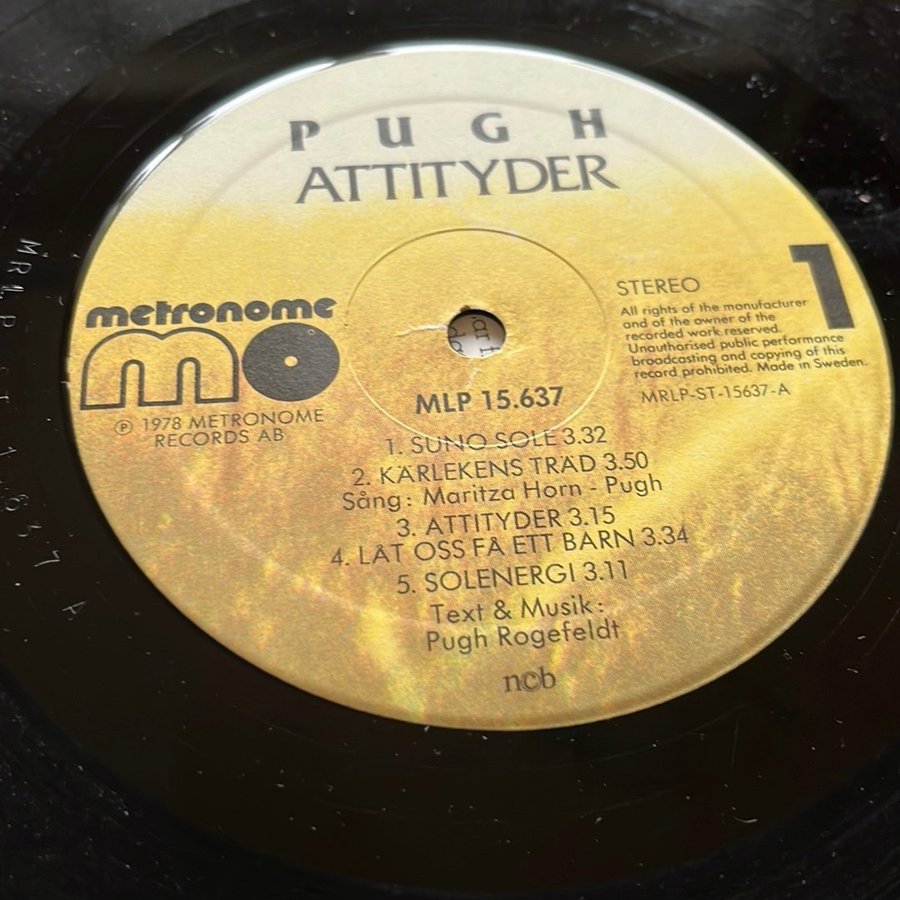 PUGH
ATTITYDER
metronome
mo
STEREO
1
All rights of the manufacturer
and of the owner of the
recorded work reserved.
Unauthorised public performance
broadcasting and copying of this
record prohibited. Made in Sweden.
MRLP-ST-15637-A
℗ 1978 METRONOME
RECORDS AB
MLP 15.637
1. SUNO SOLE 3.32
2. KÄRLEKENS TRÄD 3.50
Sång: Maritza Horn - Pugh
3. ATTITYDER 3.15
4. LÅT OSS FÅ ETT BARN 3.34
5. SOLENERGI 3.11
Text & Musik:
Pugh Rogefeldt
ncb